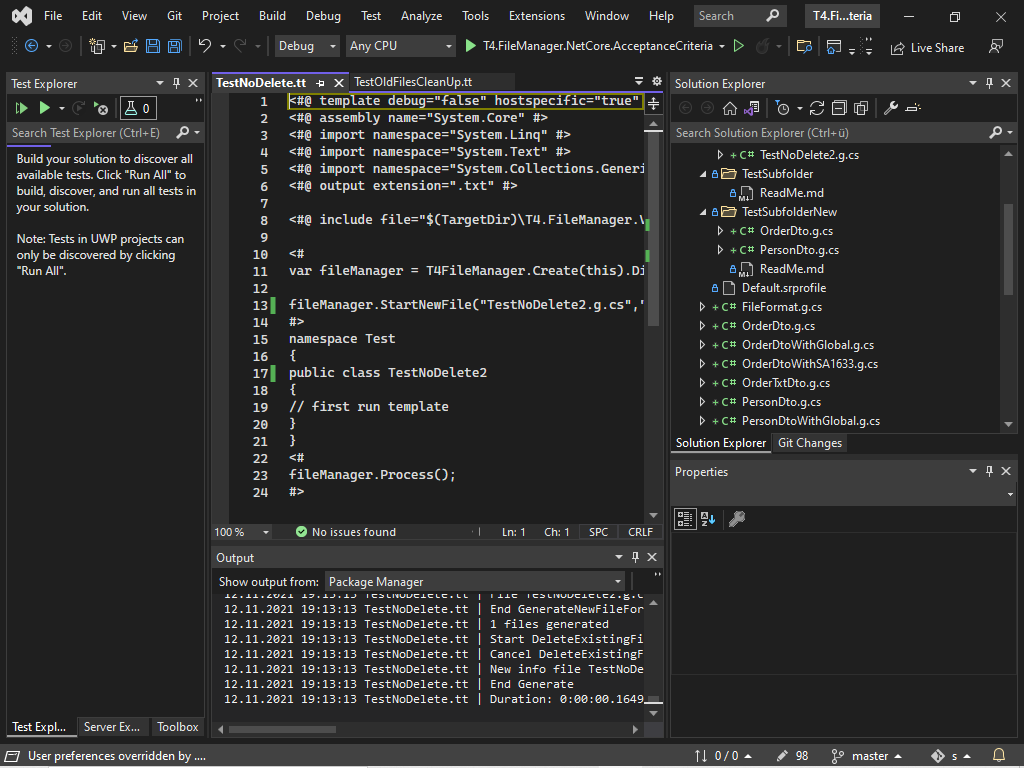 File Edit View Git Project Build Debug Test Analyze Tools Extensions Window Help Search T4.Fi...teria
Debug Any CPU T4.FileManager.NetCore.AcceptanceCriteria Live Share
Test Explorer
0
Search Test Explorer (Ctrl+E)
Build your solution to discover all
available tests. Click "Run All" to
build, discover, and run all tests in
your solution.
Note: Tests in UWP projects can
only be discovered by clicking
"Run All".
Test Expl... Server Ex... Toolbox
TestNoDelete.tt TestOldFilesCleanUp.tt
1 <#@ template debug="false" hostspecific="true"
2 <#@ assembly name="System.Core" #>
3 <#@ import namespace="System.Linq" #>
4 <#@ import namespace="System.Text" #>
5 <#@ import namespace="System.Collections.Generi
6 <#@ output extension=".txt" #>
7
8 <#@ include file="$(TargetDir)\T4.FileManager.V
9
10 <#
11 var fileManager = T4FileManager.Create(this).Di
12
13 fileManager.StartNewFile("TestNoDelete2.g.cs","
14 #>
15 namespace Test
16 {
17 public class TestNoDelete2
18 {
19 // first run template
20 }
21 }
22 <#
23 fileManager.Process();
24 #>
100 % No issues found Ln: 1 Ch: 1 SPC CRLF
Output
Show output from: Package Manager
12.11.2021 19:13:13 TestNoDelete.tt | File TestNoDelete2.g.c
12.11.2021 19:13:13 TestNoDelete.tt | End GenerateNewFileFor
12.11.2021 19:13:13 TestNoDelete.tt | 1 files generated
12.11.2021 19:13:13 TestNoDelete.tt | Start DeleteExistingFi
12.11.2021 19:13:13 TestNoDelete.tt | Cancel DeleteExistingF
12.11.2021 19:13:13 TestNoDelete.tt | New info file TestNoDe
12.11.2021 19:13:13 TestNoDelete.tt | End Generate
12.11.2021 19:13:13 TestNoDelete.tt | Duration: 0:00:00.1649
Solution Explorer
Search Solution Explorer (Ctrl+ü)
+ C# TestNoDelete2.g.cs
TestSubfolder
M↓ ReadMe.md
TestSubfolderNew
+ C# OrderDto.g.cs
+ C# PersonDto.g.cs
M↓ ReadMe.md
Default.srprofile
+ C# FileFormat.g.cs
+ C# OrderDto.g.cs
+ C# OrderDtoWithGlobal.g.cs
+ C# OrderDtoWithSA1633.g.cs
+ C# OrderTxtDto.g.cs
+ C# PersonDto.g.cs
+ C# PersonDtoWithGlobal.g.cs
Solution Explorer Git Changes
Properties
User preferences overridden by .... 0 / 0 98 master s